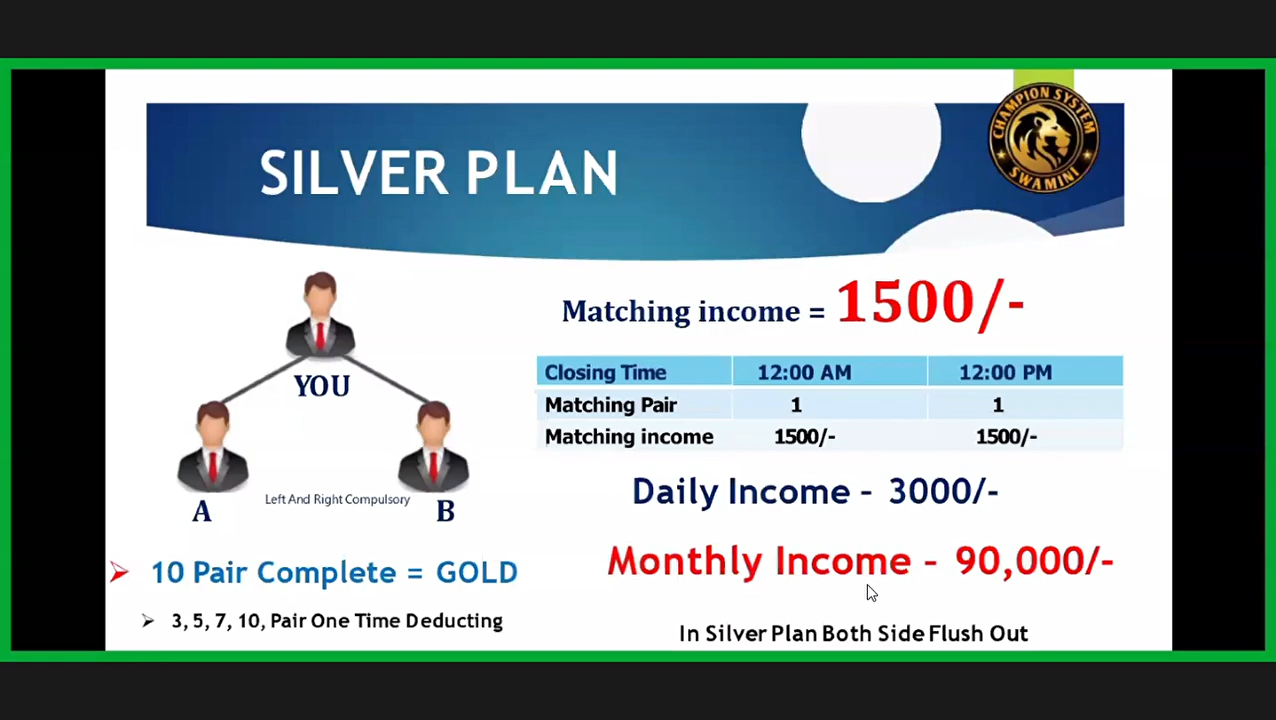 CHAMPION SYSTEM
SWAMINI
SILVER PLAN
Matching income = 1500/-
YOU
A
Left And Right Compulsory
B
Closing Time 12:00 AM 12:00 PM
Matching Pair 1 1
Matching income 1500/- 1500/-
Daily Income – 3000/-
10 Pair Complete = GOLD
Monthly Income – 90,000/-
3, 5, 7, 10, Pair One Time Deducting
In Silver Plan Both Side Flush Out